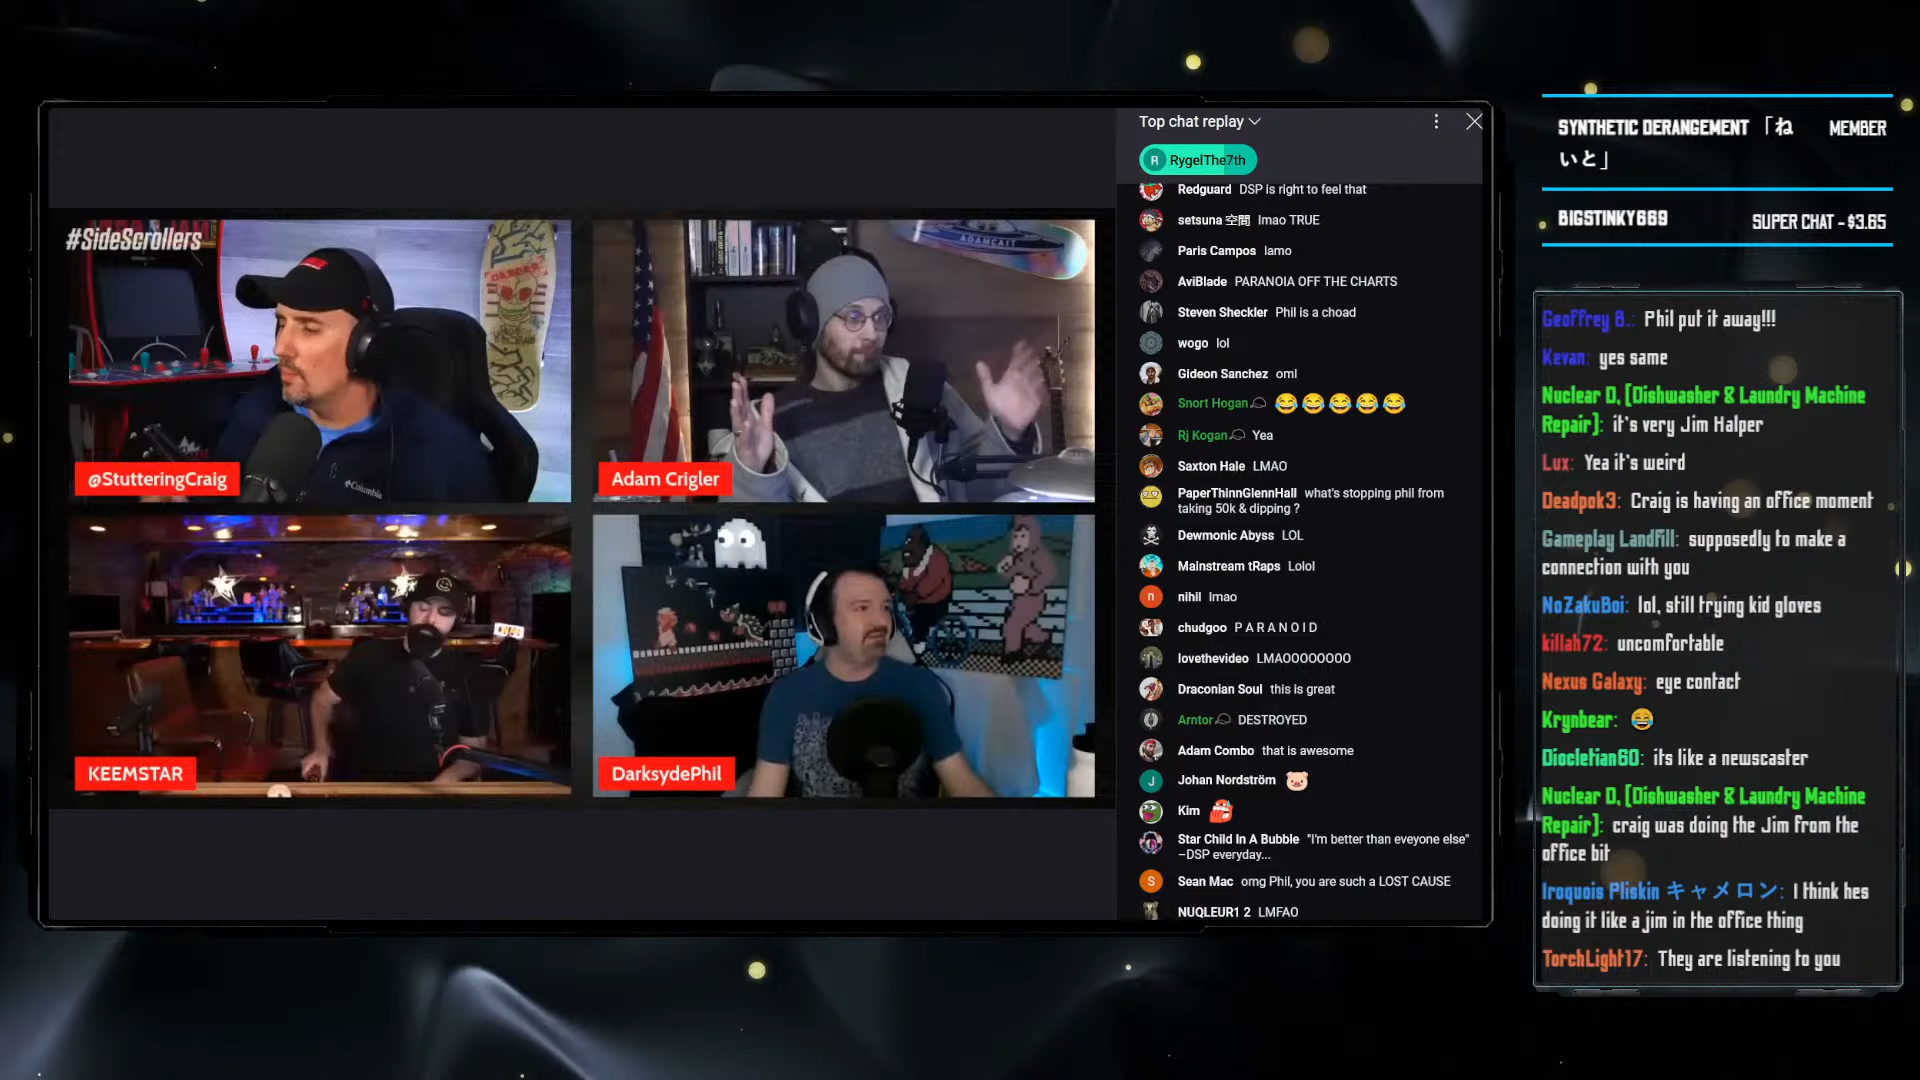 #SideScrollers
ADAMCAST
DANGER
Columbia
@StutteringCraig
Adam Crigler
KEEMSTAR
DarksydePhil
Top chat replay
R RygelThe7th
Redguard DSP is right to feel that
setsuna 空間 lmao TRUE
Paris Campos lamo
AviBlade PARANOIA OFF THE CHARTS
Steven Sheckler Phil is a choad
wogo lol
Gideon Sanchez oml
Snort Hogan 😂😂😂😂😂
Rj Kogan Yea
Saxton Hale LMAO
PaperThinnGlennHall what's stopping phil from
taking 50k & dipping ?
Dewmonic Abyss LOL
Mainstream tRaps Lolol
n nihil lmao
chudgoo P A R A N O I D
lovethevideo LMAOOOOOOOO
Draconian Soul this is great
Arntor DESTROYED
Adam Combo that is awesome
J Johan Nordström 🐷
Kim
Star Child In A Bubble "I'm better than eveyone else"
–DSP everyday...
S Sean Mac omg Phil, you are such a LOST CAUSE
NUQLEUR1 2 LMFAO
SYNTHETIC DERANGEMENT 「ね MEMBER
いと」
BIGSTINKY669 SUPER CHAT - $3.65
Geoffrey B.: Phil put it away!!!
Kevan: yes same
Nuclear D, [Dishwasher & Laundry Machine
Repair]: it's very Jim Halper
Lux: Yea it's weird
Deadpok3: Craig is having an office moment
Gameplay Landfill: supposedly to make a
connection with you
NoZakuBoi: lol, still trying kid gloves
killah72: uncomfortable
Nexus Galaxy: eye contact
Krynbear: 😂
Diocletian60: its like a newscaster
Nuclear D, [Dishwasher & Laundry Machine
Repair]: craig was doing the Jim from the
office bit
Iroquois Pliskin キャメロン: I think hes
doing it like a jim in the office thing
TorchLight17: They are listening to you